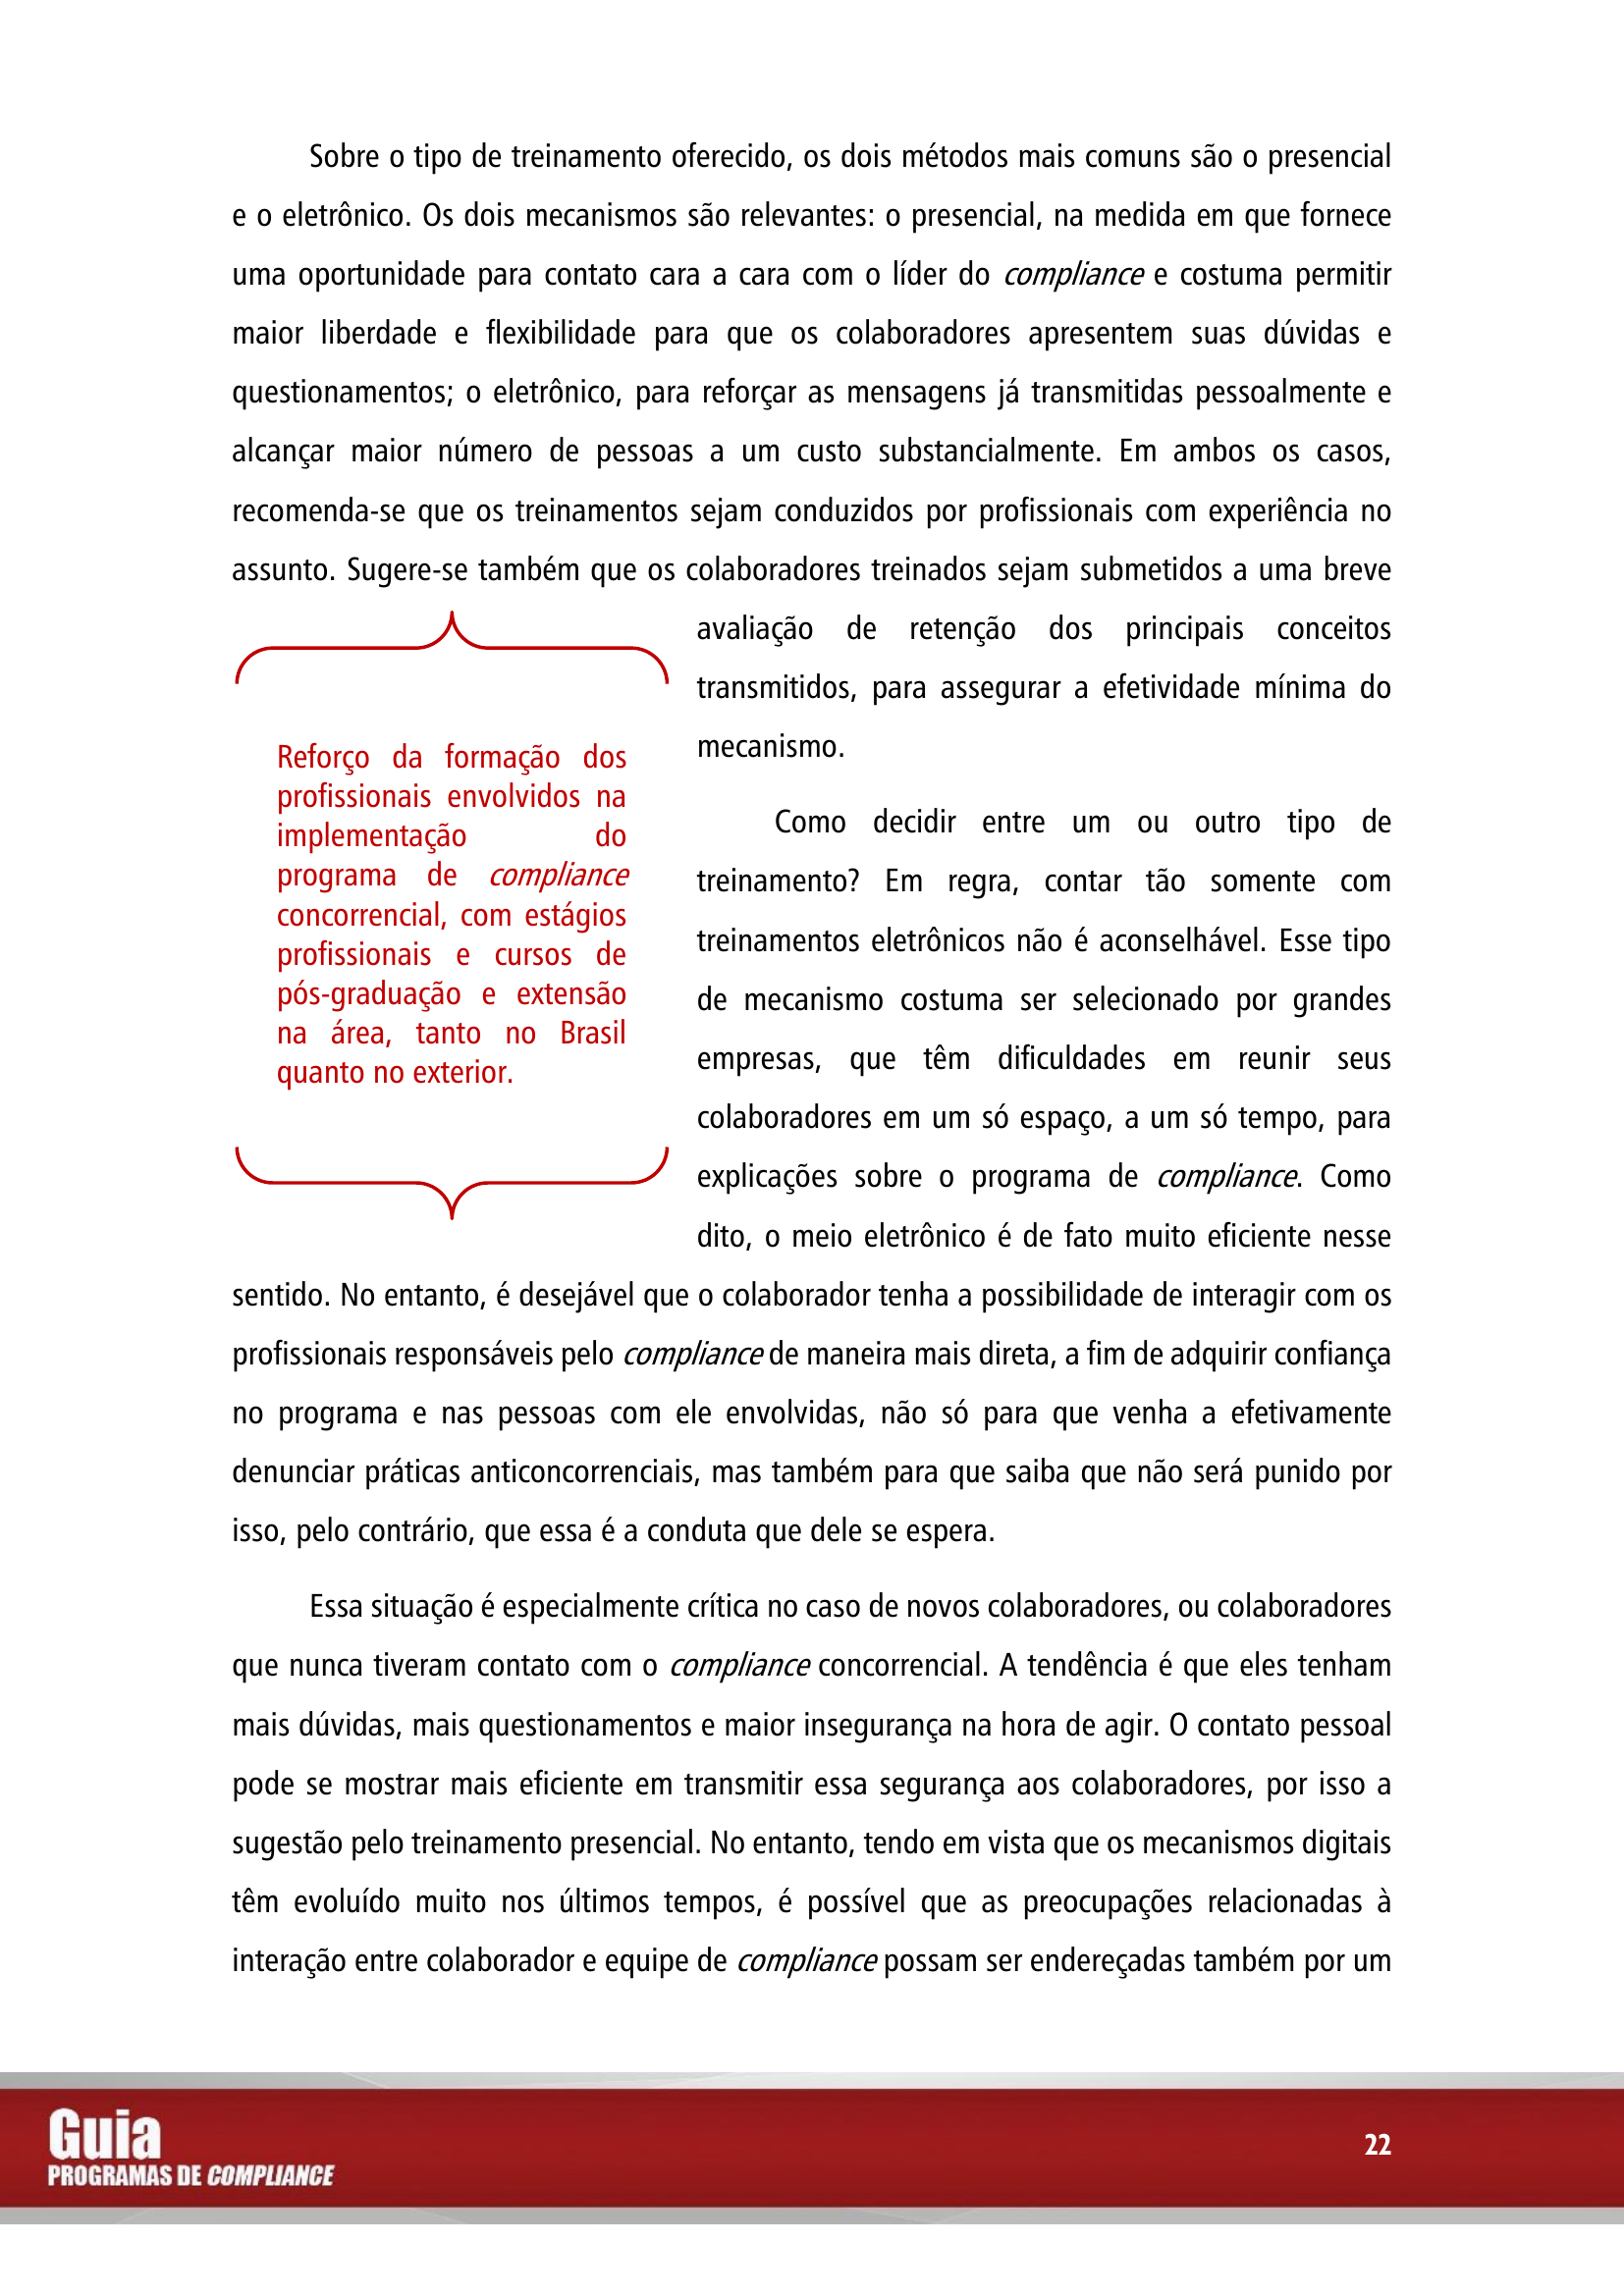 Sobre o tipo de treinamento oferecido, os dois métodos mais comuns são o presencial
e o eletrônico. Os dois mecanismos são relevantes: o presencial, na medida em que fornece
uma oportunidade para contato cara a cara com o líder do compliance e costuma permitir
maior liberdade e flexibilidade para que os colaboradores apresentem suas dúvidas e
questionamentos; o eletrônico, para reforçar as mensagens já transmitidas pessoalmente e
alcançar maior número de pessoas a um custo substancialmente. Em ambos os casos,
recomenda-se que os treinamentos sejam conduzidos por profissionais com experiência no
assunto. Sugere-se também que os colaboradores treinados sejam submetidos a uma breve
avaliação de retenção dos principais conceitos
transmitidos, para assegurar a efetividade mínima do
mecanismo.
Reforço da formação dos
profissionais envolvidos na
implementação do
programa de compliance
concorrencial, com estágios
profissionais e cursos de
pós-graduação e extensão
na área, tanto no Brasil
quanto no exterior.
Como decidir entre um ou outro tipo de
treinamento? Em regra, contar tão somente com
treinamentos eletrônicos não é aconselhável. Esse tipo
de mecanismo costuma ser selecionado por grandes
empresas, que têm dificuldades em reunir seus
colaboradores em um só espaço, a um só tempo, para
explicações sobre o programa de compliance. Como
dito, o meio eletrônico é de fato muito eficiente nesse
sentido. No entanto, é desejável que o colaborador tenha a possibilidade de interagir com os
profissionais responsáveis pelo compliance de maneira mais direta, a fim de adquirir confiança
no programa e nas pessoas com ele envolvidas, não só para que venha a efetivamente
denunciar práticas anticoncorrenciais, mas também para que saiba que não será punido por
isso, pelo contrário, que essa é a conduta que dele se espera.
Essa situação é especialmente crítica no caso de novos colaboradores, ou colaboradores
que nunca tiveram contato com o compliance concorrencial. A tendência é que eles tenham
mais dúvidas, mais questionamentos e maior insegurança na hora de agir. O contato pessoal
pode se mostrar mais eficiente em transmitir essa segurança aos colaboradores, por isso a
sugestão pelo treinamento presencial. No entanto, tendo em vista que os mecanismos digitais
têm evoluído muito nos últimos tempos, é possível que as preocupações relacionadas à
interação entre colaborador e equipe de compliance possam ser endereçadas também por um
Guia
PROGRAMAS DE COMPLIANCE
22